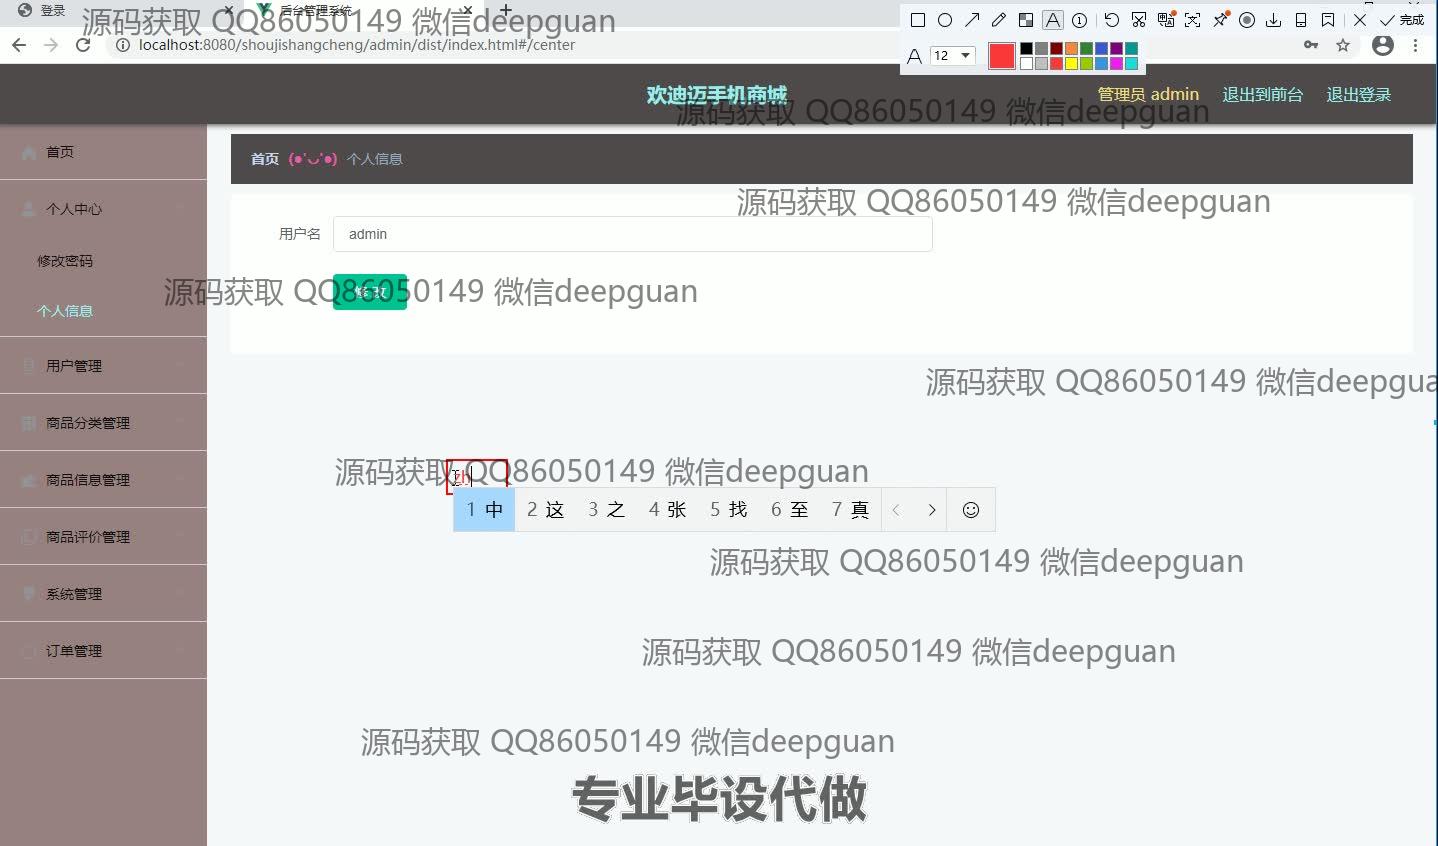 登录
后台管理系统
源码获取 QQ86050149 微信deepguan
完成
localhost:8080/shoujishangcheng/admin/dist/index.html#/center
12
欢迪迈手机商城
管理员 admin
退出到前台
退出登录
源码获取 QQ86050149 微信deepguan
首页
首页 (●'◡'●) 个人信息
个人中心
源码获取 QQ86050149 微信deepguan
用户名 admin
修改密码
修改
源码获取 QQ86050149 微信deepguan
个人信息
用户管理
源码获取 QQ86050149 微信deepgua
商品分类管理
商品信息管理
源码获取 QQ86050149 微信deepguan
zh
1 中 2 这 3 之 4 张 5 找 6 至 7 真
商品评价管理
源码获取 QQ86050149 微信deepguan
系统管理
订单管理
源码获取 QQ86050149 微信deepguan
源码获取 QQ86050149 微信deepguan
专业毕设代做